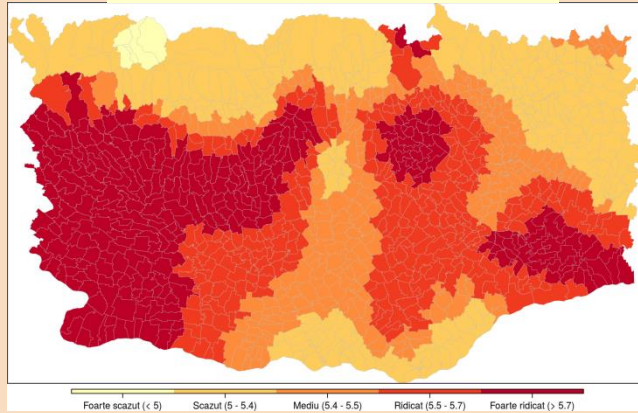 Foarte scazut (< 5) Scazut (5 - 5.4) Mediu (5.4 - 5.5) Ridicat (5.5 - 5.7) Foarte ridicat (> 5.7)